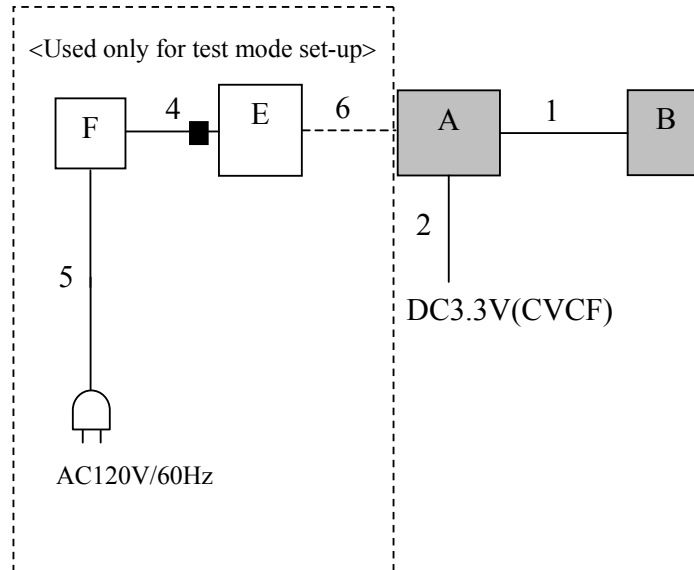 <Used only for test mode set-up>
F
4
E
6
A
1
B
2
5
DC3.3V(CVCF)
AC120V/60Hz